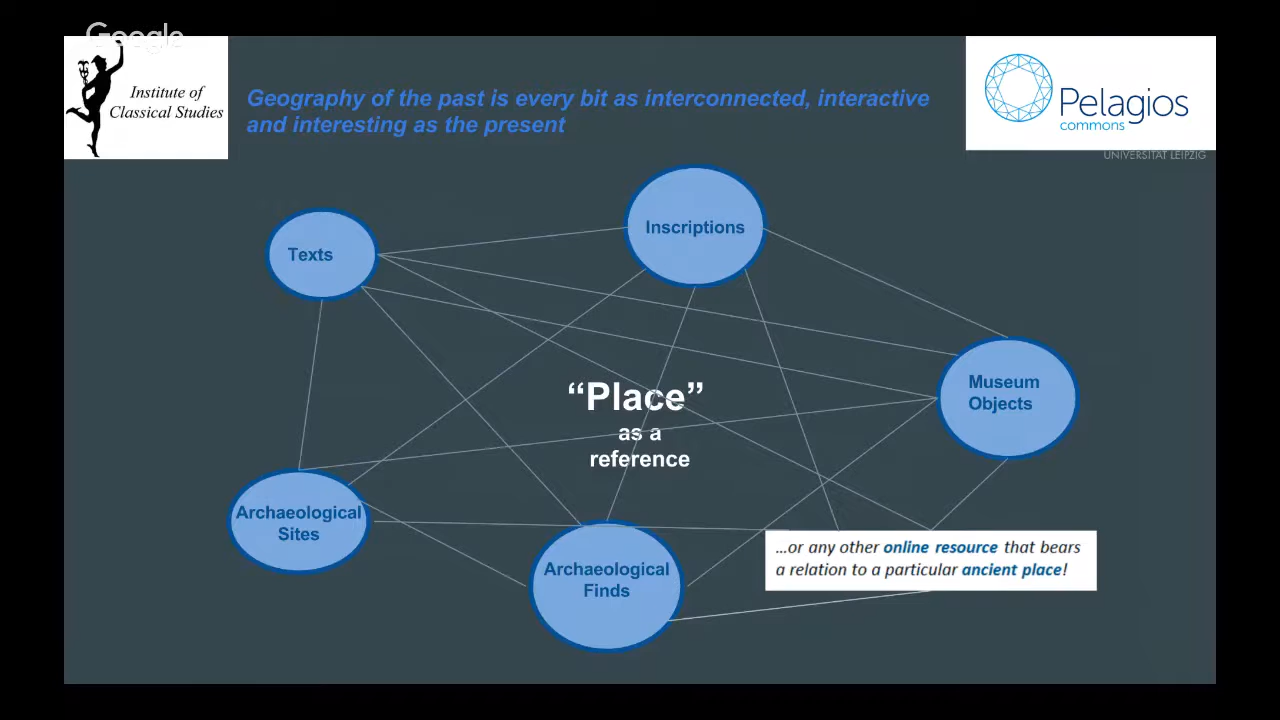 Google
Institute of
Classical Studies
Geography of the past is every bit as interconnected, interactive
and interesting as the present
Pelagios
commons
UNIVERSITÄT LEIPZIG
Inscriptions
Texts
Museum
Objects
“Place”
as a
reference
Archaeological
Sites
Archaeological
Finds
...or any other online resource that bears
a relation to a particular ancient place!